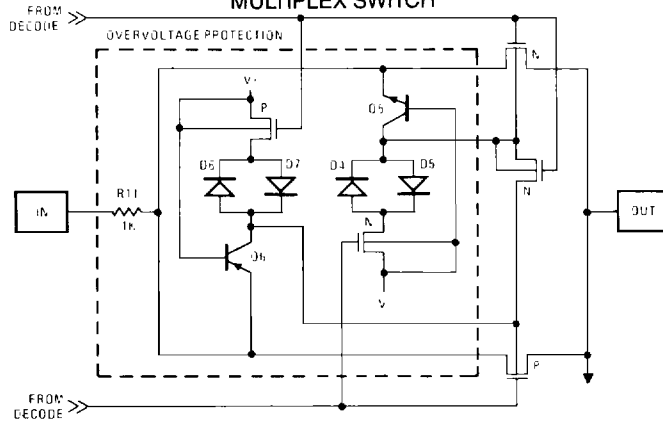 MULTIPLEX SWITCH
FROM
DECODE
OVERVOLTAGE PROTECTION
N
V+
P
Q5
D6
D7
D4
D5
N
IN
R11
1K
N
OUT
Q6
V
P
FROM
DECODE